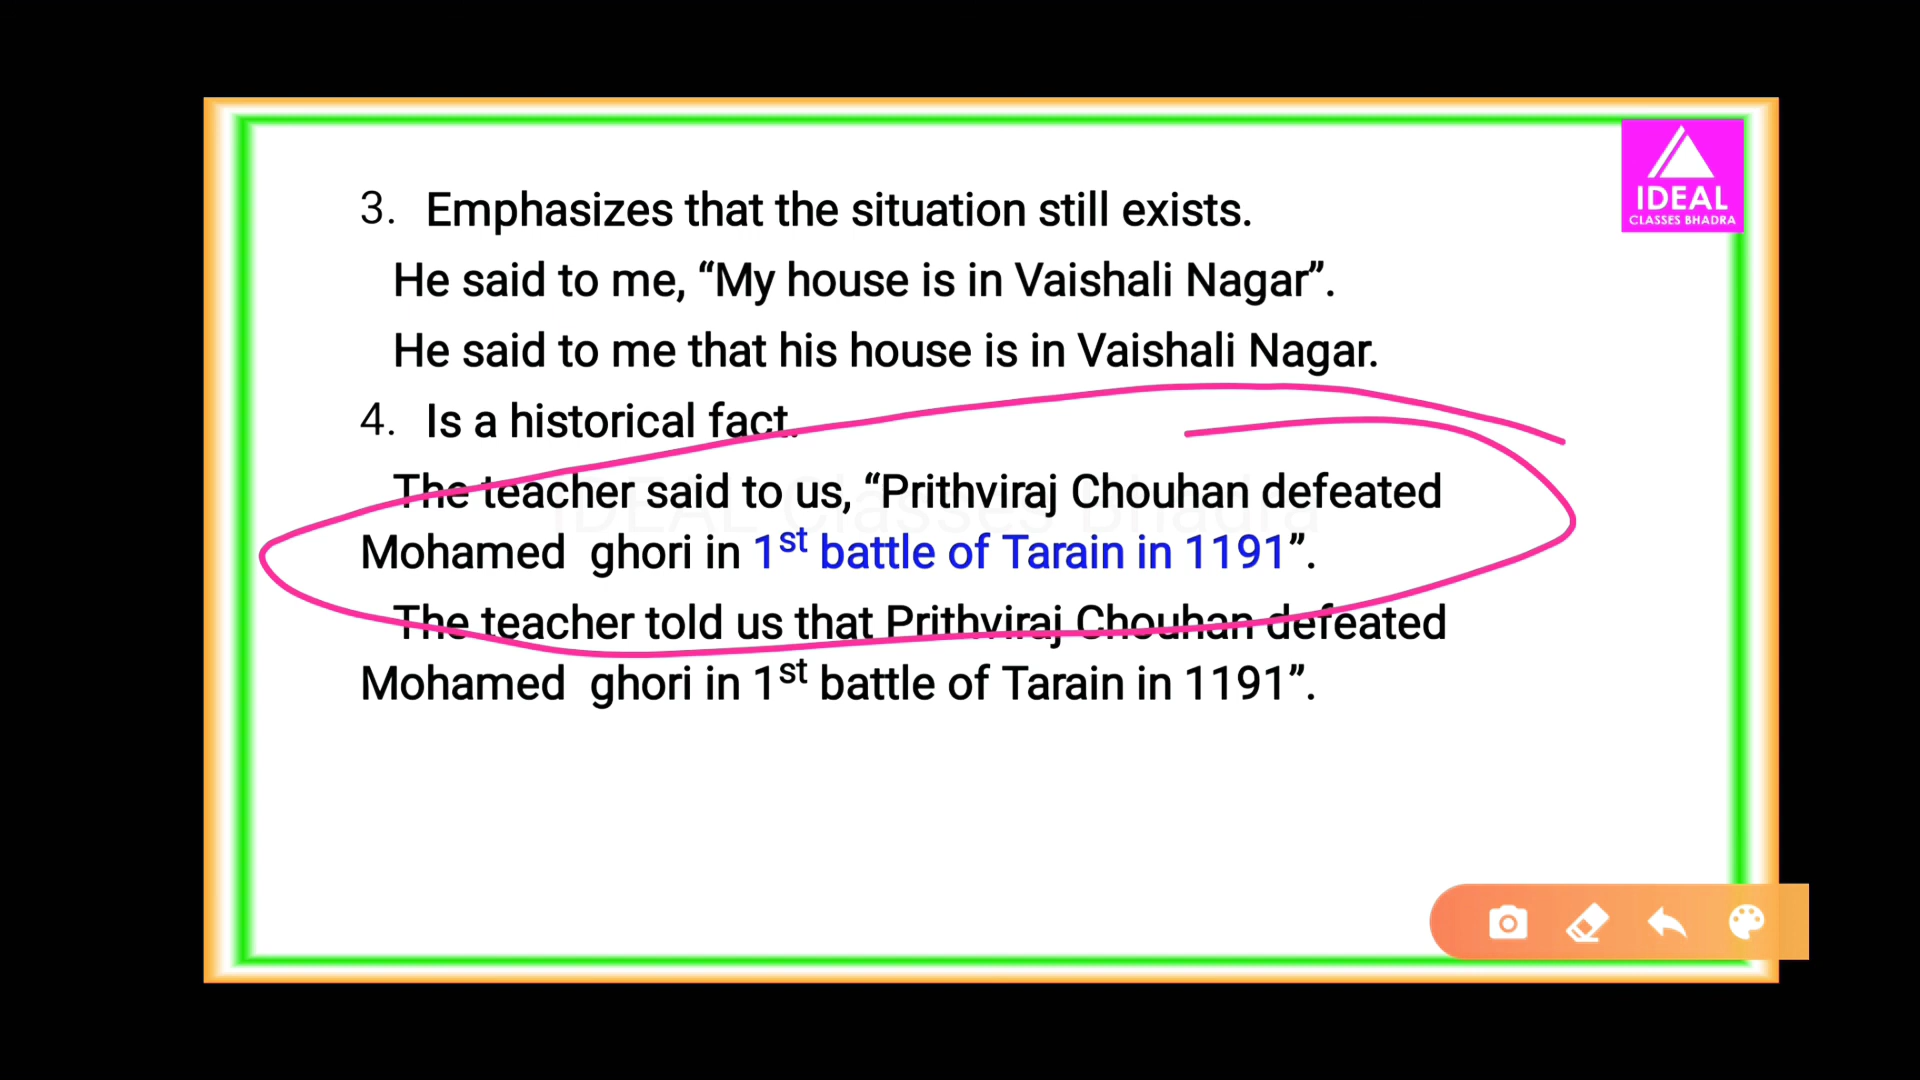 IDEAL
CLASSES BHADRA
3. Emphasizes that the situation still exists.
He said to me, “My house is in Vaishali Nagar”.
He said to me that his house is in Vaishali Nagar.
4. Is a historical fact.
The teacher said to us, “Prithviraj Chouhan defeated
Mohamed ghori in 1st battle of Tarain in 1191”.
The teacher told us that Prithviraj Chouhan defeated
Mohamed ghori in 1st battle of Tarain in 1191”.
IDEAL Classes Bhadra